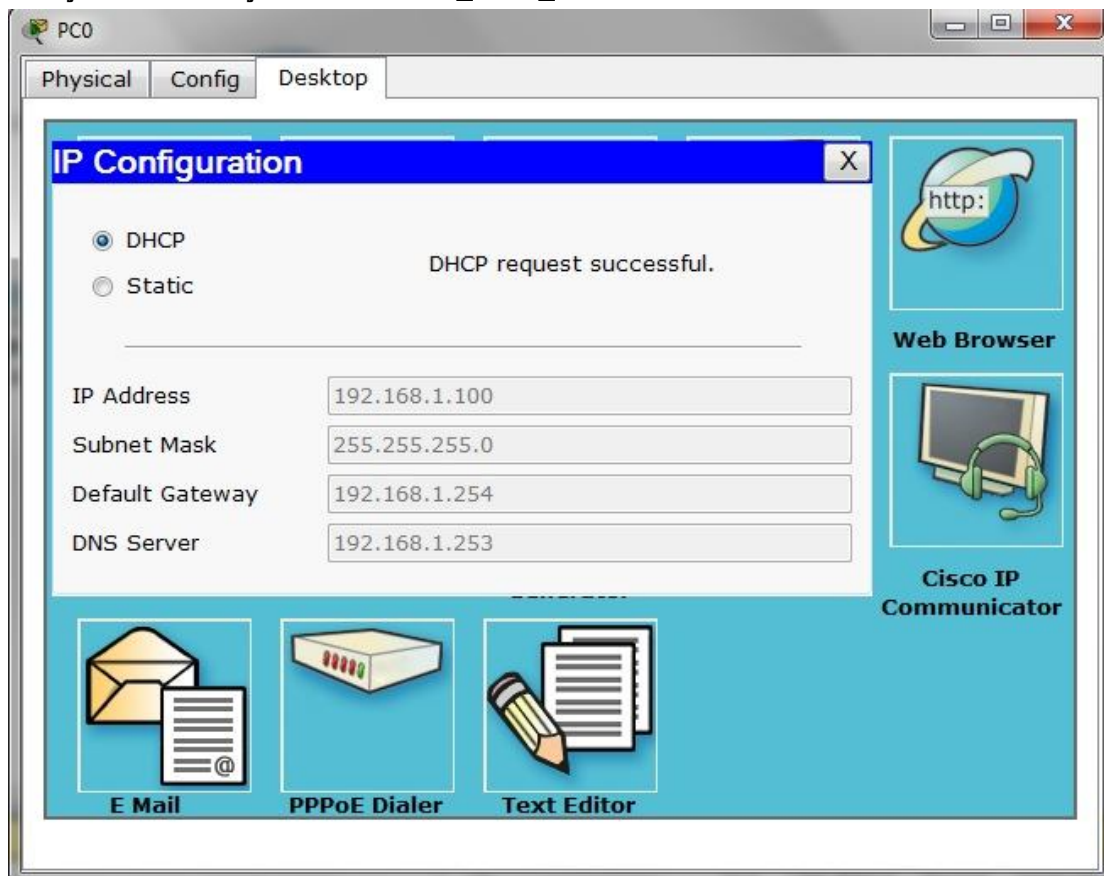 PC0
Physical Config Desktop
IP Configuration
X
http:
DHCP
DHCP request successful.
Static
Web Browser
IP Address 192.168.1.100
Subnet Mask 255.255.255.0
Default Gateway 192.168.1.254
DNS Server 192.168.1.253
Cisco IP
Communicator
@
E Mail
PPPoE Dialer
Text Editor